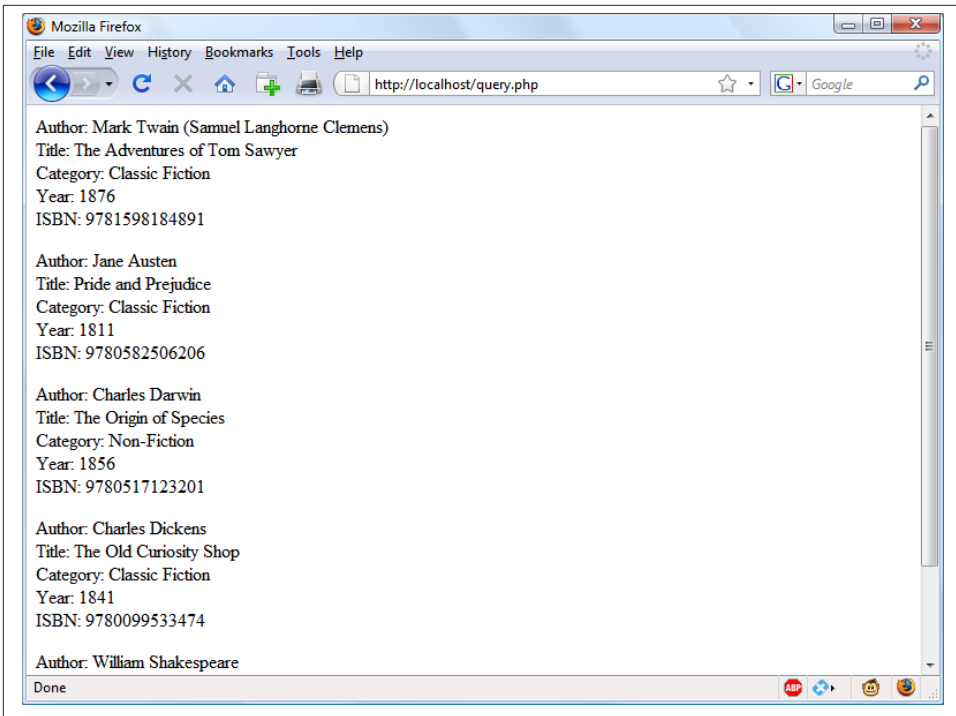 Mozilla Firefox
File Edit View History Bookmarks Tools Help
http://localhost/query.php
G Google
Author: Mark Twain (Samuel Langhorne Clemens)
Title: The Adventures of Tom Sawyer
Category: Classic Fiction
Year: 1876
ISBN: 9781598184891
Author: Jane Austen
Title: Pride and Prejudice
Category: Classic Fiction
Year: 1811
ISBN: 9780582506206
Author: Charles Darwin
Title: The Origin of Species
Category: Non-Fiction
Year: 1856
ISBN: 9780517123201
Author: Charles Dickens
Title: The Old Curiosity Shop
Category: Classic Fiction
Year: 1841
ISBN: 9780099533474
Author: William Shakespeare
Done
ABP